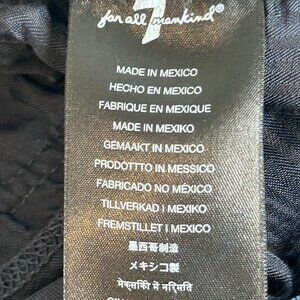 7
for all mankind®
MADE IN MEXICO
HECHO EN MEXICO
FABRIQUE EN MEXIQUE
MADE IN MEXIKO
GEMAAKT IN MEXICO
PRODOTTTO IN MESSICO
FABRICADO NO MÉXICO
TILLVERKAD I MEXIKO
FREMSTILLET I MEXICO
墨西哥制造
メキシコ製